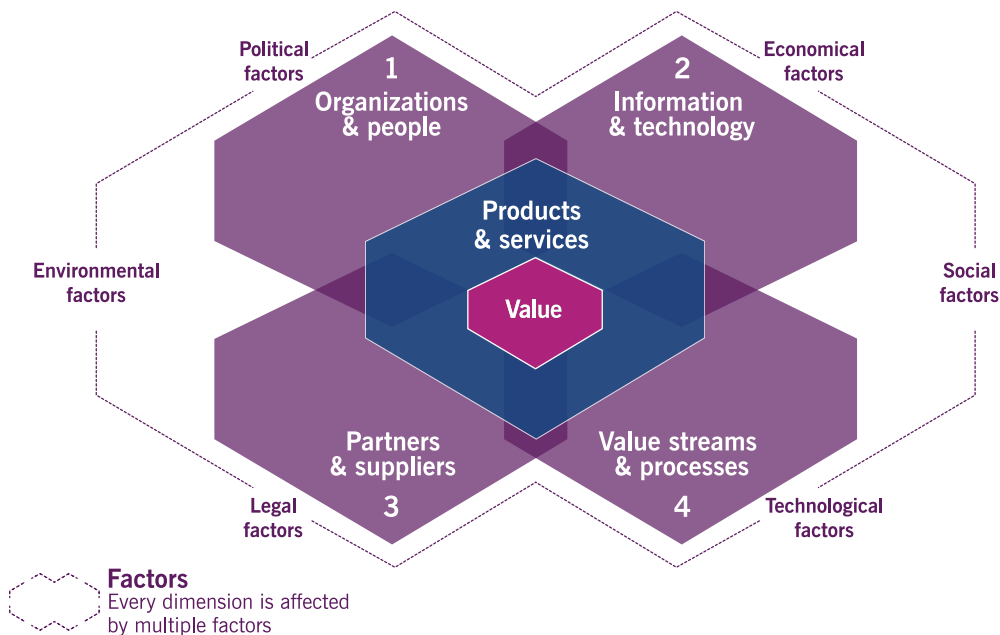 Political
factors
Economical
factors
1
Organizations
& people
2
Information
& technology
Products
& services
Environmental
factors
Value
Social
factors
Partners
& suppliers
3
Value streams
& processes
4
Legal
factors
Technological
factors
Factors
Every dimension is affected
by multiple factors